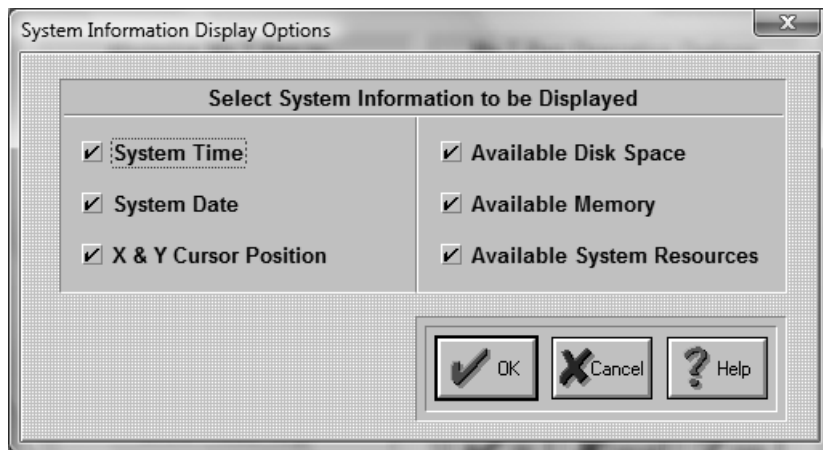 System Information Display Options
Select System Information to be Displayed
System Time
System Date
X & Y Cursor Position
Available Disk Space
Available Memory
Available System Resources
OK
Cancel
Help